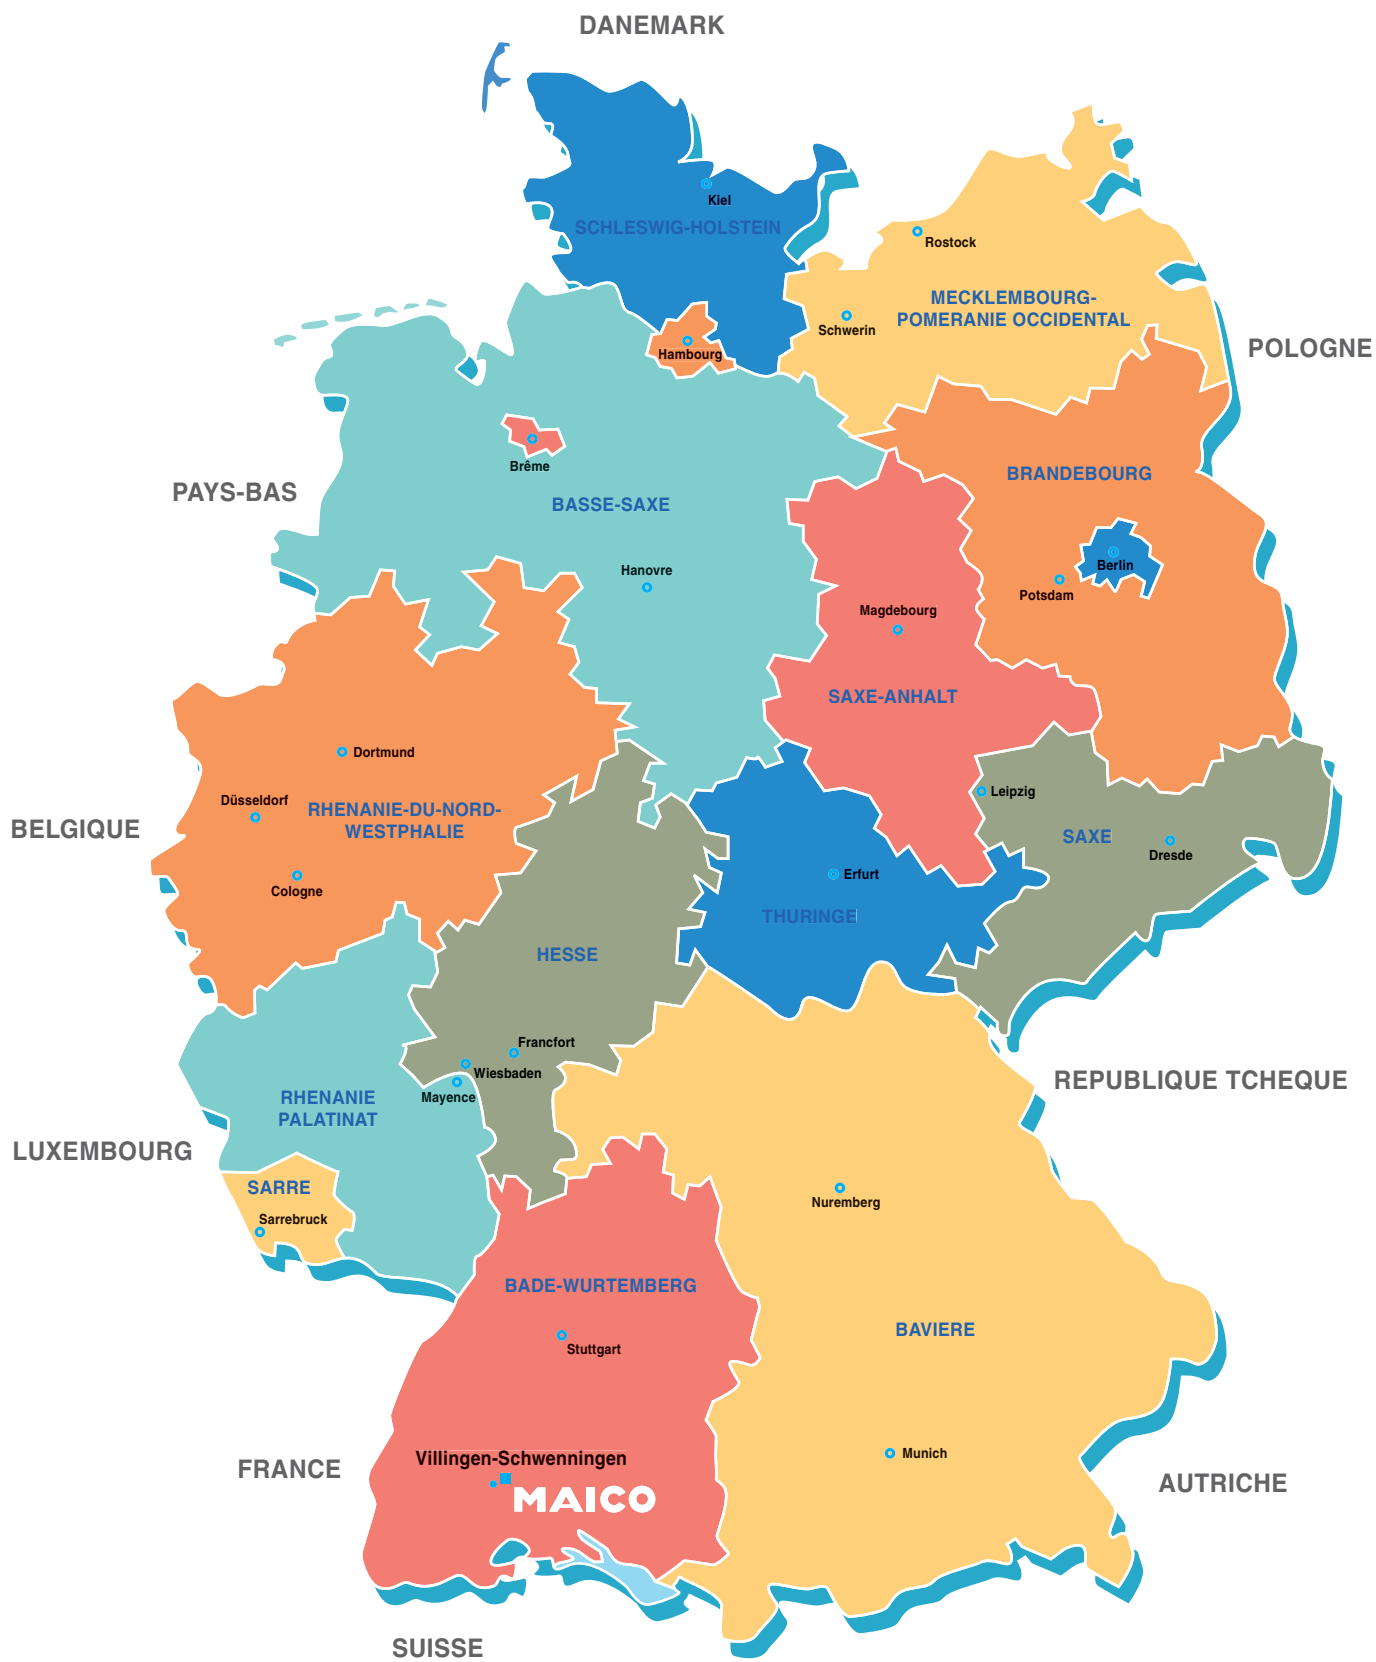 DANEMARK
Kiel
SCHLESWIG-HOLSTEIN
Rostock
MECKLEMBOURG-
POMERANIE OCCIDENTAL
Schwerin
Hambourg
POLOGNE
Brême
BRANDEBOURG
PAYS-BAS
BASSE-SAXE
Hanovre
Berlin
Potsdam
Magdebourg
SAXE-ANHALT
Dortmund
Düsseldorf
RHENANIE-DU-NORD-
WESTPHALIE
Leipzig
BELGIQUE
SAXE
Dresde
Cologne
Erfurt
THURINGE
HESSE
Francfort
Wiesbaden
Mayence
REPUBLIQUE TCHEQUE
RHENANIE
PALATINAT
LUXEMBOURG
SARRE
Sarrebruck
Nuremberg
BADE-WURTEMBERG
BAVIERE
Stuttgart
Villingen-Schwenningen
MAICO
Munich
FRANCE
AUTRICHE
SUISSE